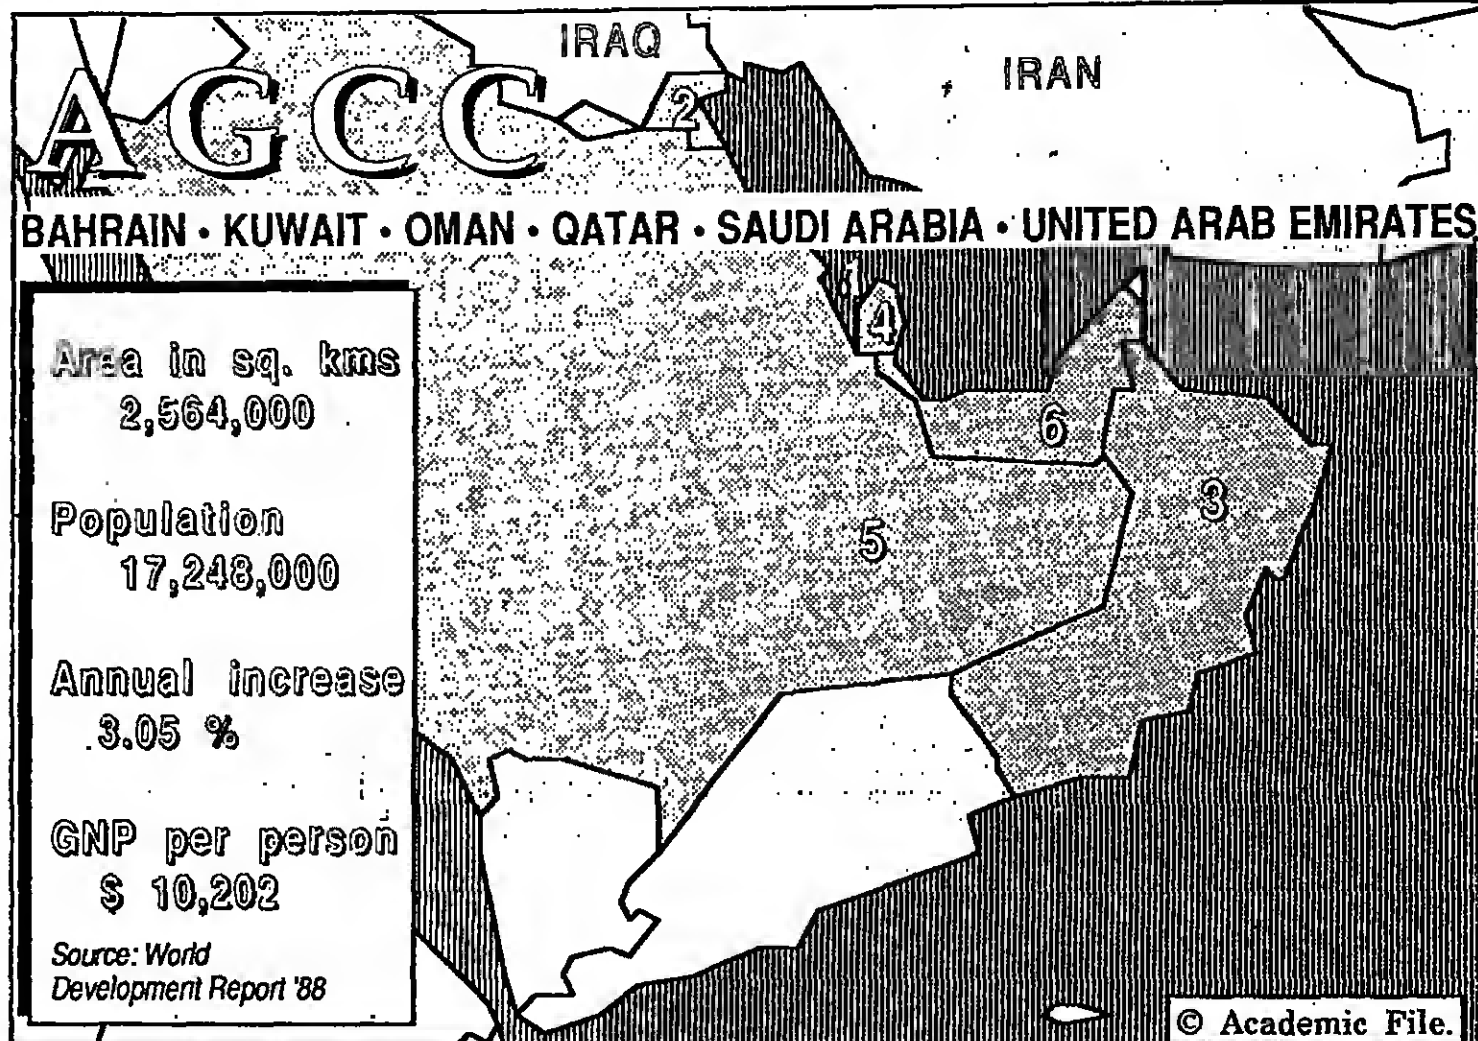 IRAQ
IRAN
AGCC
2
BAHRAIN • KUWAIT • OMAN • QATAR • SAUDI ARABIA • UNITED ARAB EMIRATES
1
4
Area in sq. kms
2,564,000
6
3
Population
5
17,248,000
Annual increase
3.05 %
GNP per person
$ 10,202
Source: World
Development Report '88
© Academic File.